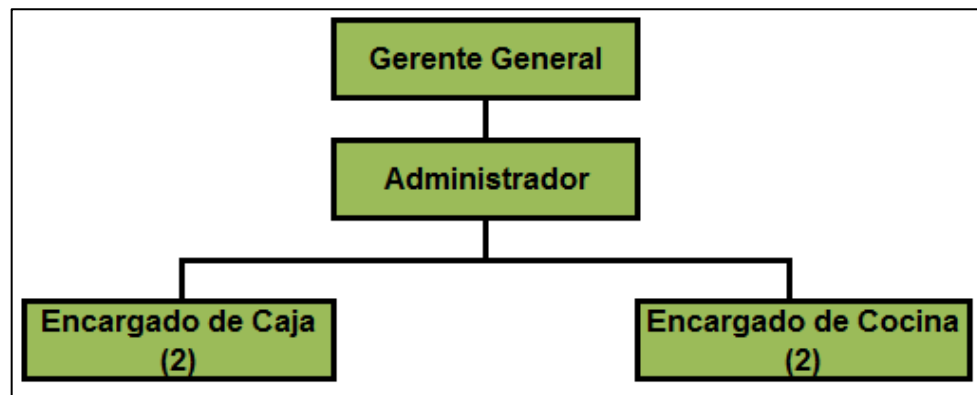 Gerente General
Administrador
Encargado de Caja
(2)
Encargado de Cocina
(2)